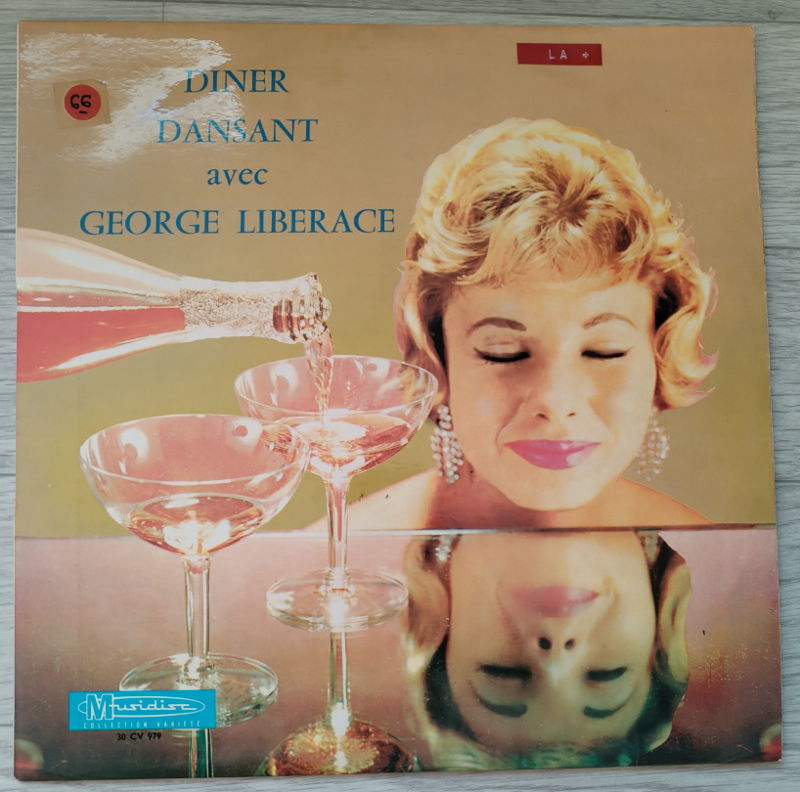 LA +
DINER
DANSANT
avec
GEORGE LIBERACE
Musidisc
COLLECTION VARIÉTÉ
30 CV 979